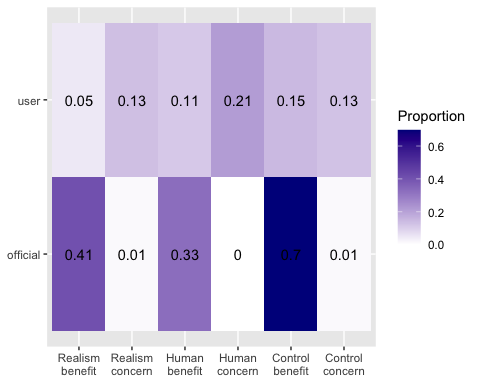 user
0.05 0.13 0.11 0.21 0.15 0.13
official
0.41 0.01 0.33 0 0.7 0.01
Realism benefit
Realism concern
Human benefit
Human concern
Control benefit
Control concern
Proportion
0.6
0.4
0.2
0.0